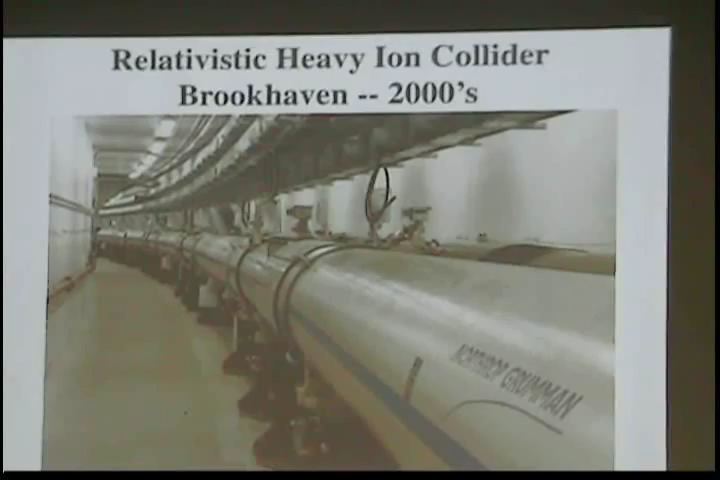 Relativistic Heavy Ion Collider
Brookhaven -- 2000's
NORTHROP GRUMMAN